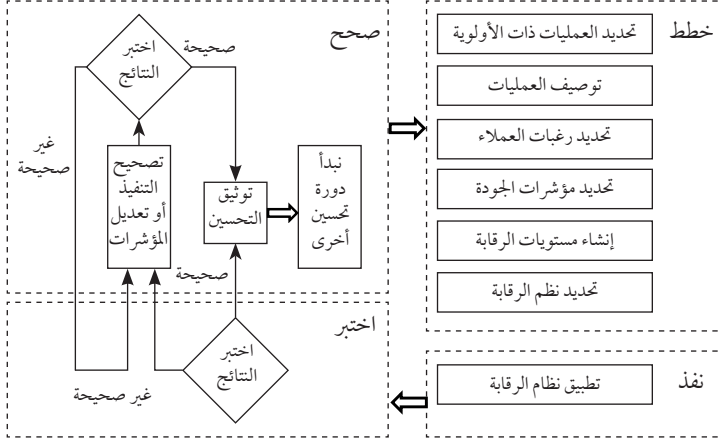 خطط
تحديد العمليات ذات الأولوية
توصيف العمليات
تحديد رغبات العملاء
تحديد مؤشرات الجودة
إنشاء مستويات الرقابة
تحديد نظم الرقابة
نفذ
تطبيق نظام الرقابة
اختبر
اختبر
النتائج
صحيحة
غير صحيحة
صحح
تصحيح
التنفيذ
أو تعديل
المؤشرات
اختبر
النتائج
صحيحة
غير
صحيحة
توثيق
التحسين
نبدأ
دورة
تحسين
أخرى